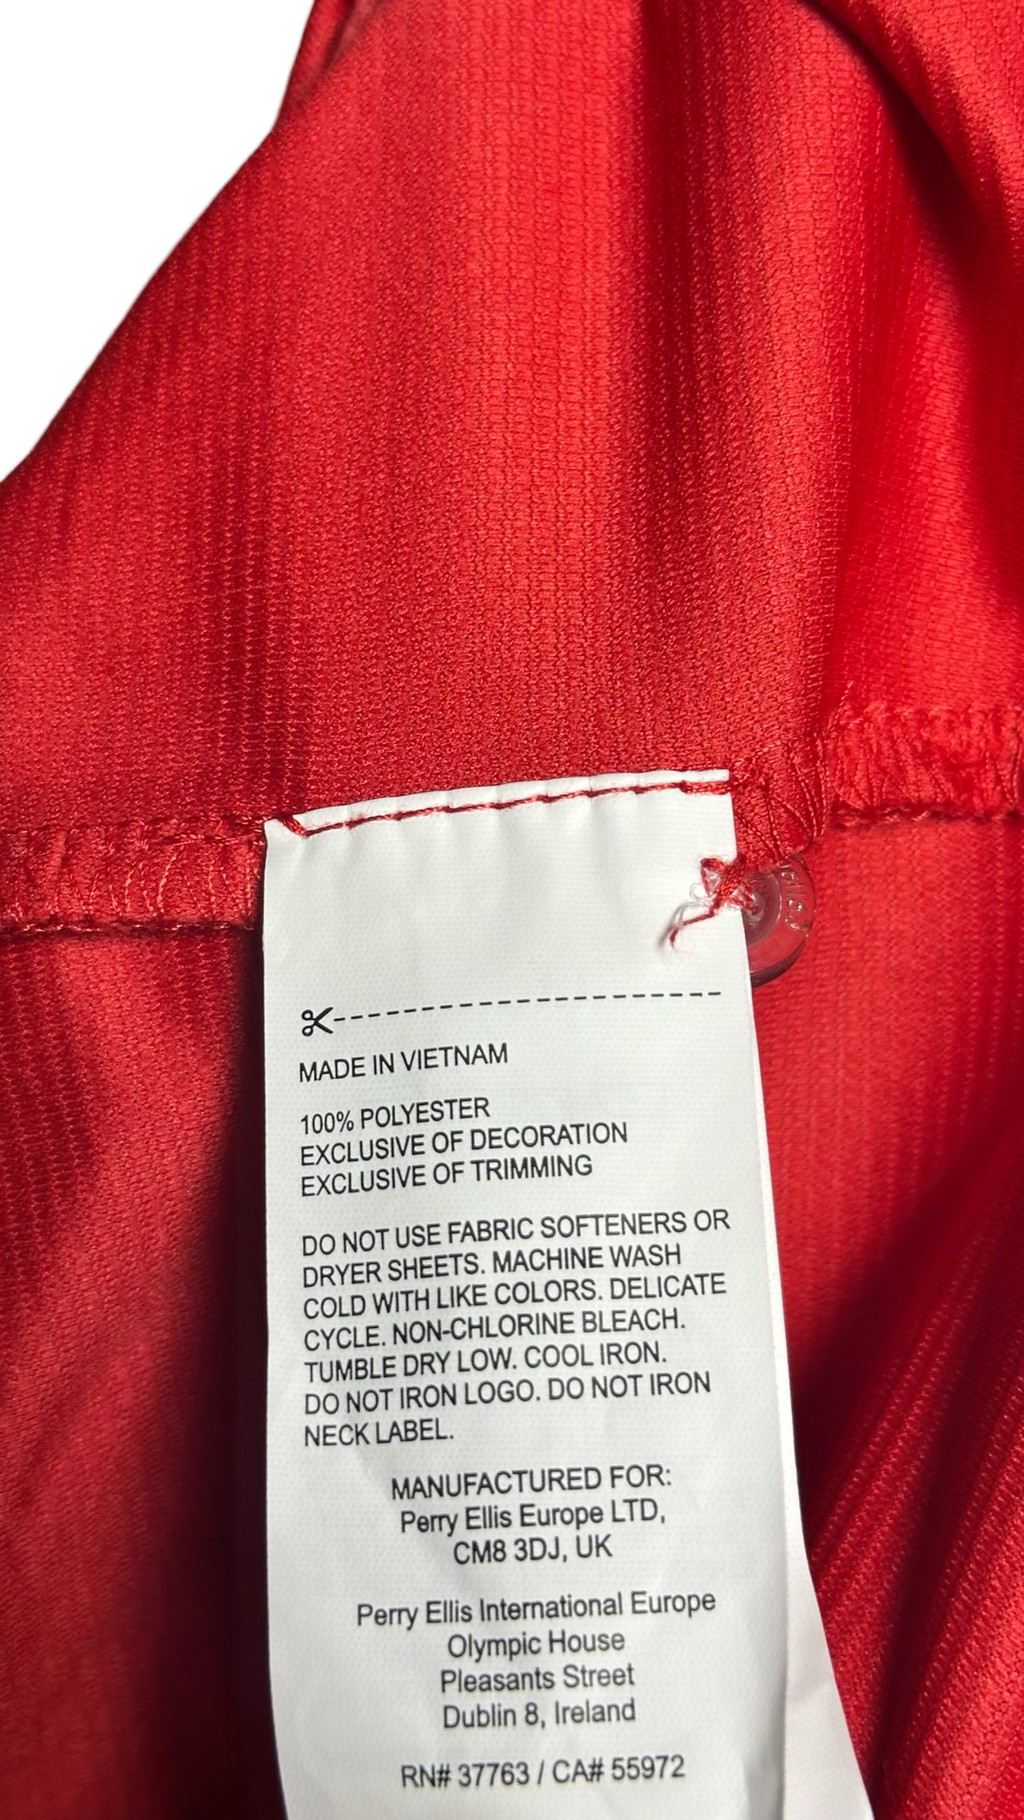 MADE IN VIETNAM
100% POLYESTER
EXCLUSIVE OF DECORATION
EXCLUSIVE OF TRIMMING
DO NOT USE FABRIC SOFTENERS OR
DRYER SHEETS. MACHINE WASH
COLD WITH LIKE COLORS. DELICATE
CYCLE. NON-CHLORINE BLEACH.
TUMBLE DRY LOW. COOL IRON.
DO NOT IRON LOGO. DO NOT IRON
NECK LABEL.
MANUFACTURED FOR:
Perry Ellis Europe LTD,
CM8 3DJ, UK
Perry Ellis International Europe
Olympic House
Pleasants Street
Dublin 8, Ireland
RN# 37763 / CA# 55972